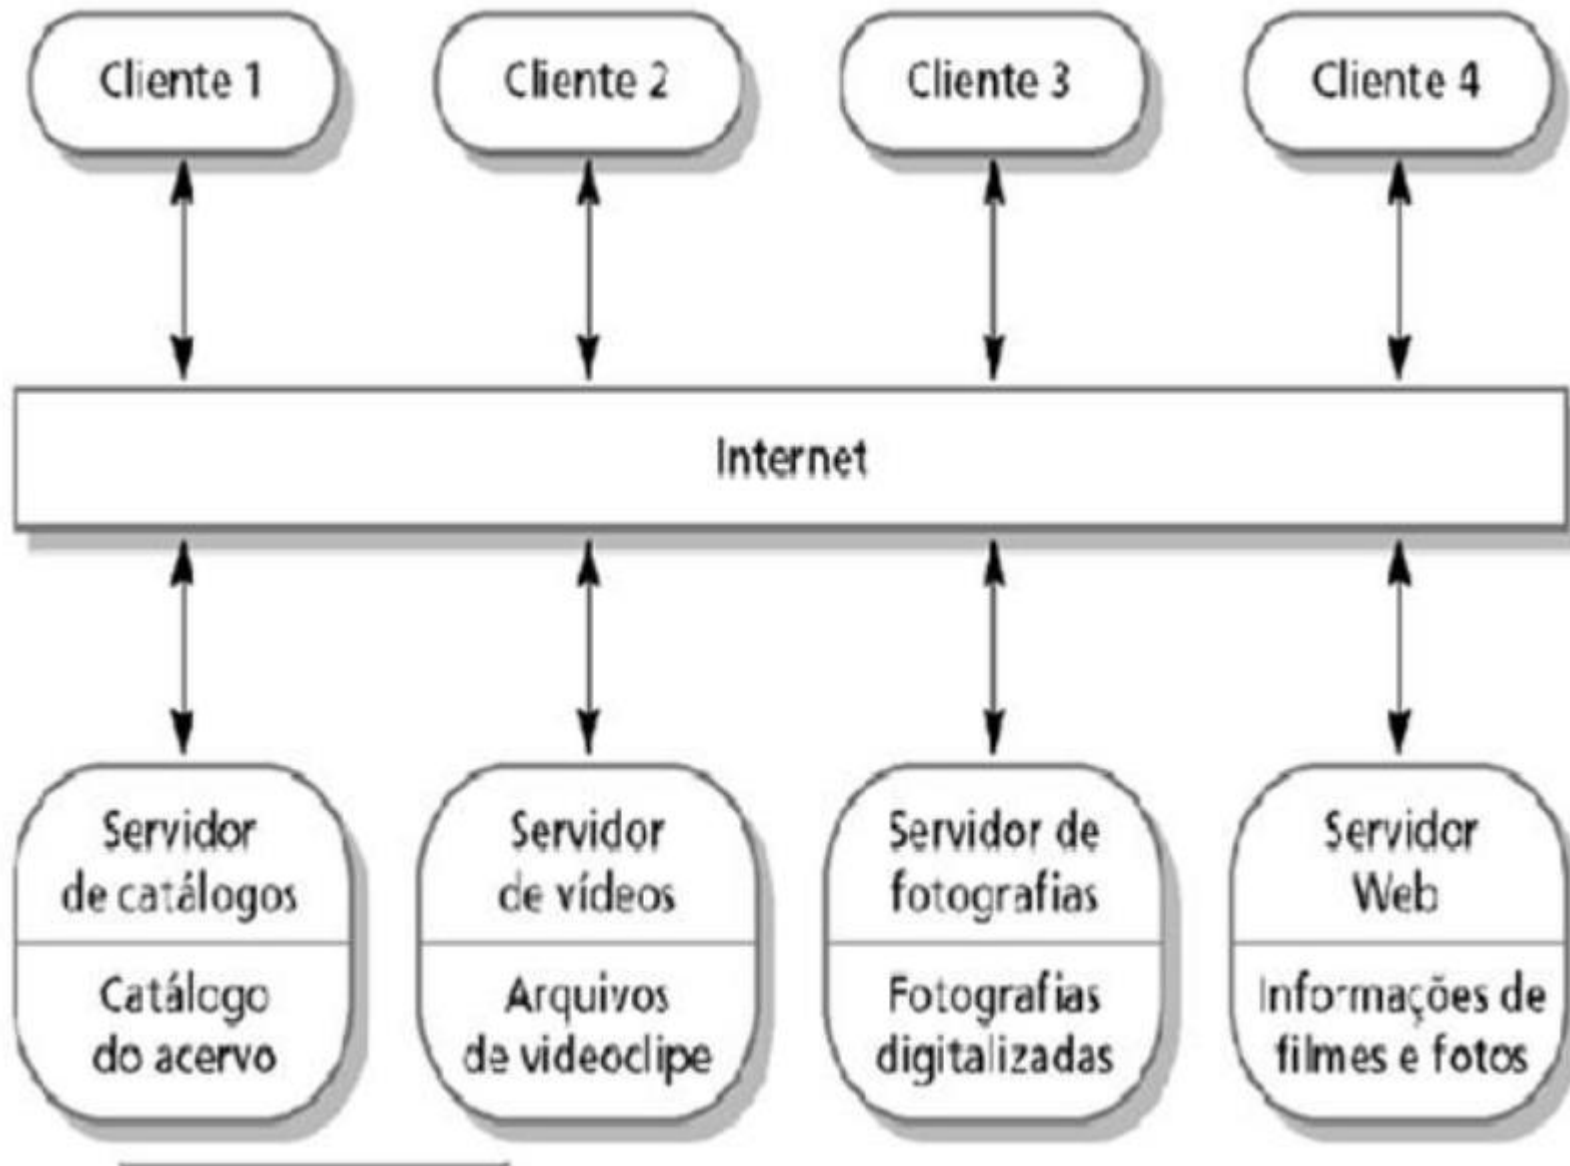 Cliente 1
Cliente 2
Cliente 3
Cliente 4
Internet
Servidor
de catálogos
Catálogo
do acervo
Servidor
de vídeos
Arquivos
de videoclipe
Servidor de
fotografias
Fotografias
digitalizadas
Servidor
Web
Informações de
filmes e fotos